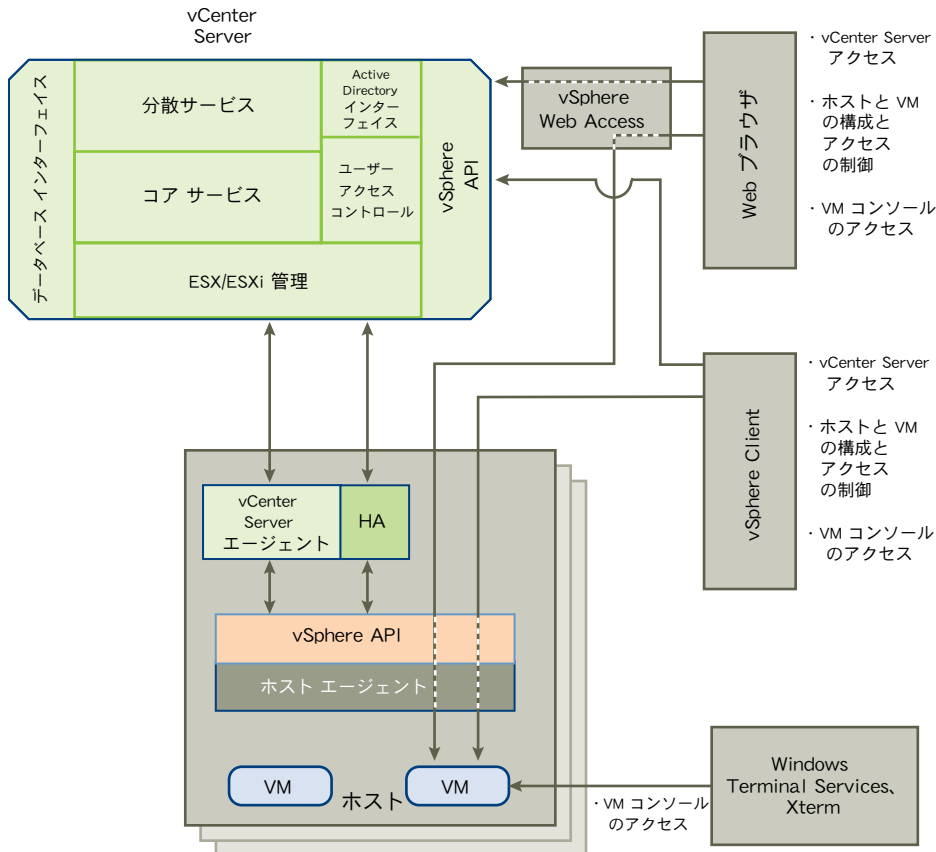 vCenter
Server
データベース インターフェイス
分散サービス
Active
Directory
インター
フェイス
コア サービス
ユーザー
アクセス
コントロール
ESX/ESXi 管理
vSphere
API
vSphere
Web Access
Web ブラウザ
・vCenter Server
アクセス
・ホストと VM
の構成と
アクセス
の制御
・VM コンソール
のアクセス
vSphere Client
・vCenter Server
アクセス
・ホストと VM
の構成と
アクセス
の制御
・VM コンソール
のアクセス
vCenter
Server
エージェント
HA
vSphere API
ホスト エージェント
VM
ホスト
VM
・VM コンソール
のアクセス
Windows
Terminal Services、
Xterm